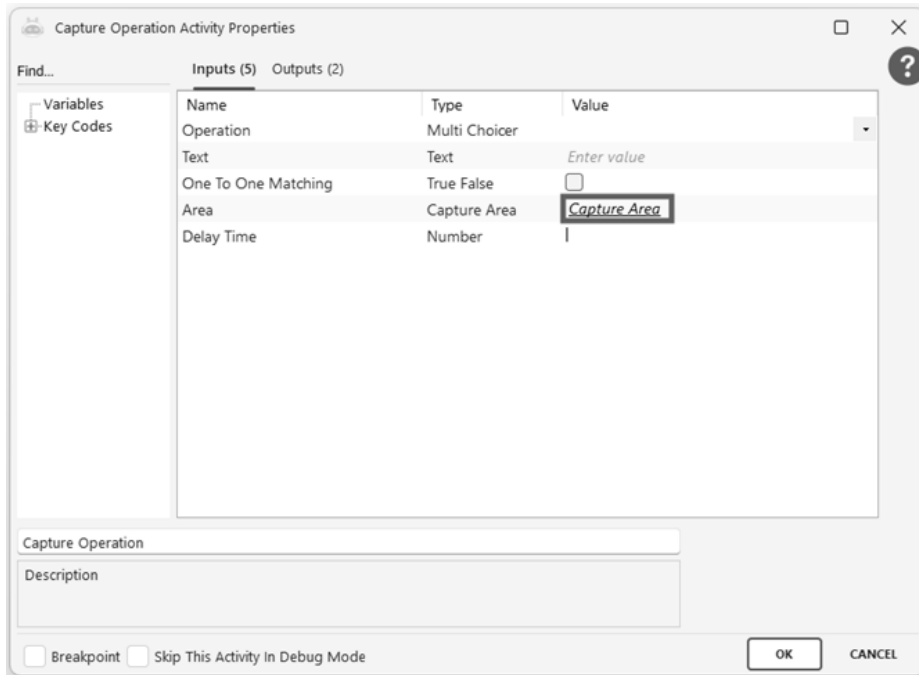 Capture Operation Activity Properties
Find...
Inputs (5) Outputs (2)
?
Variables
Key Codes
Name Type Value
Operation Multi Choicer
Text Text Enter value
One To One Matching True False
Area Capture Area Capture Area
Delay Time Number
Capture Operation
Description
Breakpoint Skip This Activity In Debug Mode OK CANCEL